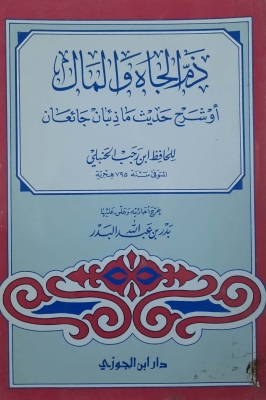 ذم الجاه والمال
أو شرح حديث ما ذئبان جائعان
للحافظ ابن رجب الحنبلي
المتوفى سنة ٧٩٥ هجرية
خرج أحاديثه وعلق عليها
بدر بن عبد الله البدر
دار ابن الجوزي